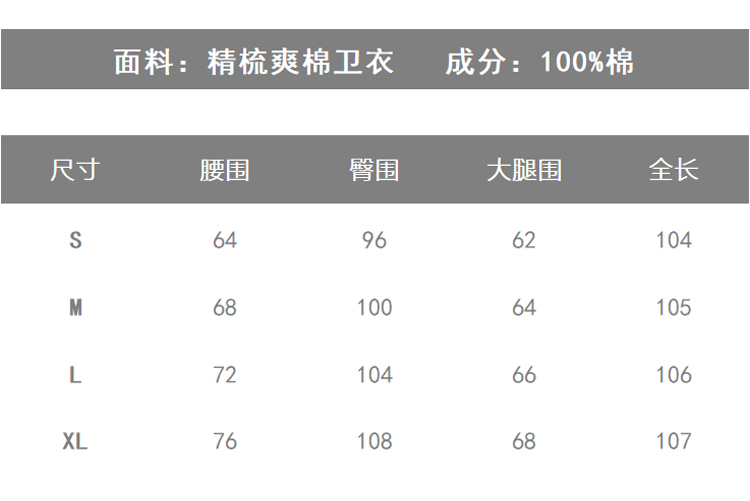 面料：精梳爽棉卫衣 成分：100%棉
尺寸 腰围 臀围 大腿围 全长
S 64 96 62 104
M 68 100 64 105
L 72 104 66 106
XL 76 108 68 107